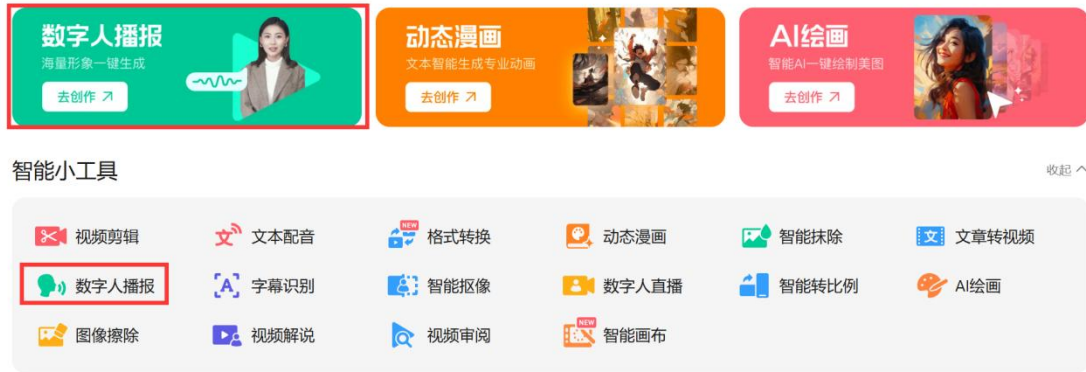 数字人播报
海量形象一键生成
去创作
动态漫画
文本智能生成专业动画
去创作
AI绘画
智能AI一键绘制美图
去创作
智能小工具
收起
视频剪辑
文 文本配音
NEW 格式转换
动态漫画
智能抹除
文 文章转视频
数字人播报
A 字幕识别
智能抠像
数字人直播
智能转比例
AI绘画
图像擦除
视频解说
视频审阅
NEW 智能画布